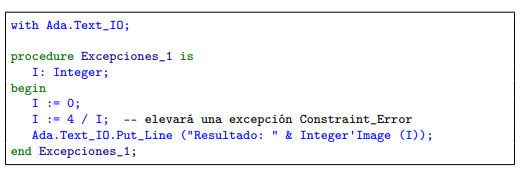 with Ada.Text_IO;
procedure Excepciones_1 is
I: Integer;
begin
I := 0;
I := 4 / I;  -- elevará una excepción Constraint_Error
Ada.Text_IO.Put_Line ("Resultado: " & Integer'Image (I));
end Excepciones_1;